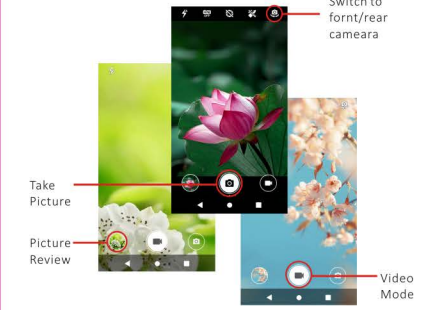 Switch to
fornt/rear
cameara
Take
Picture
Picture
Review
Video
Mode